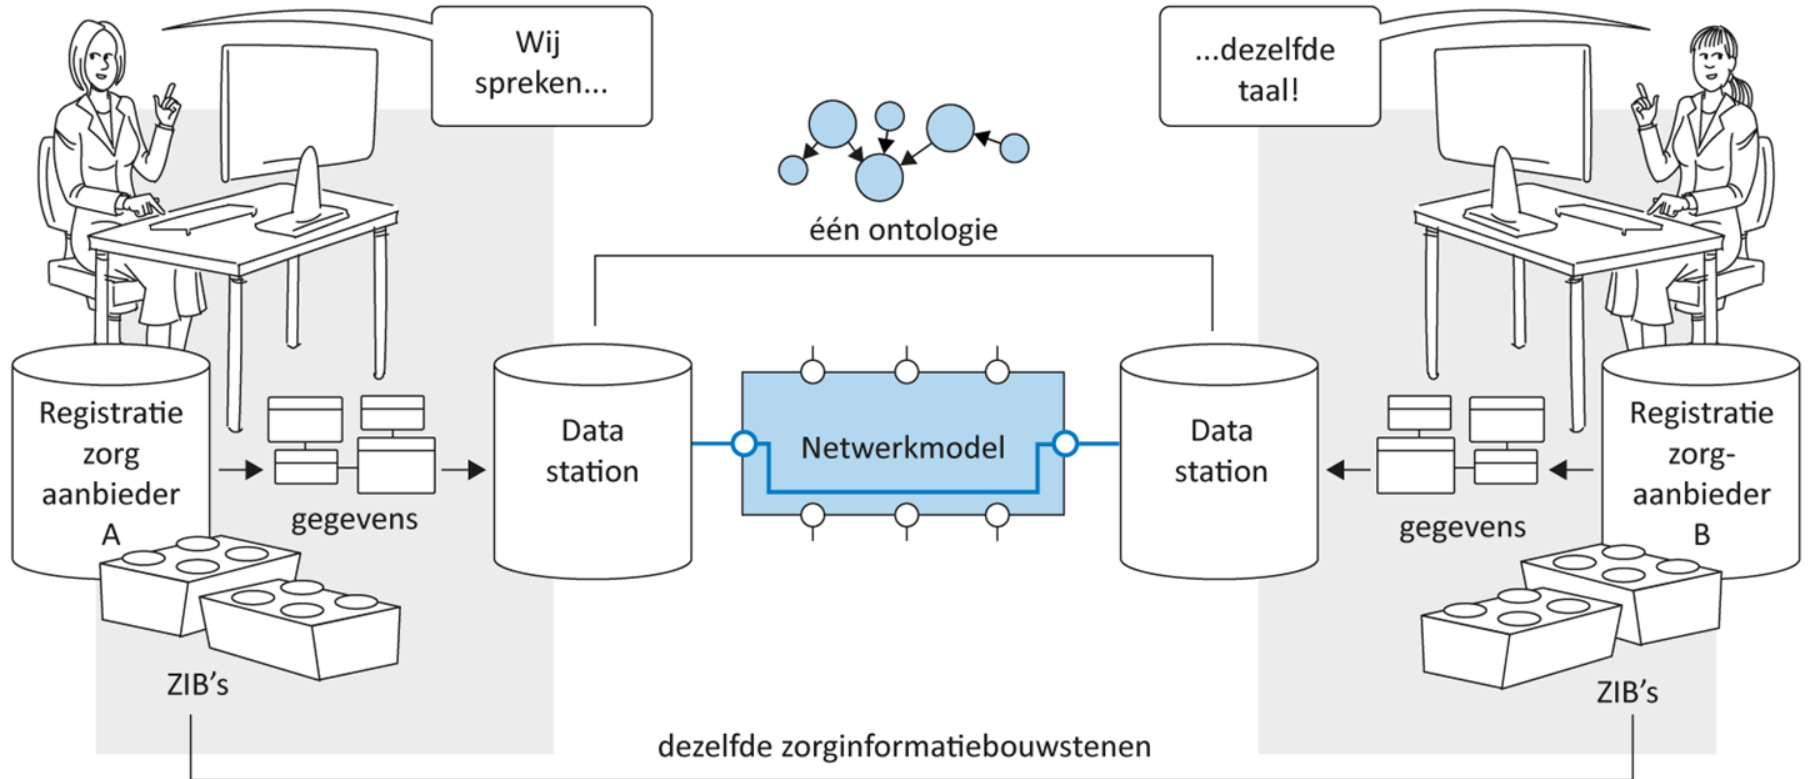 Wij
spreken...
...dezelfde
taal!
één ontologie
Registratie
zorg
aanbieder
A
gegevens
Data
station
Netwerkmodel
Data
station
gegevens
Registratie
zorg-
aanbieder
B
ZIB’s
ZIB’s
dezelfde zorginformatiebouwstenen